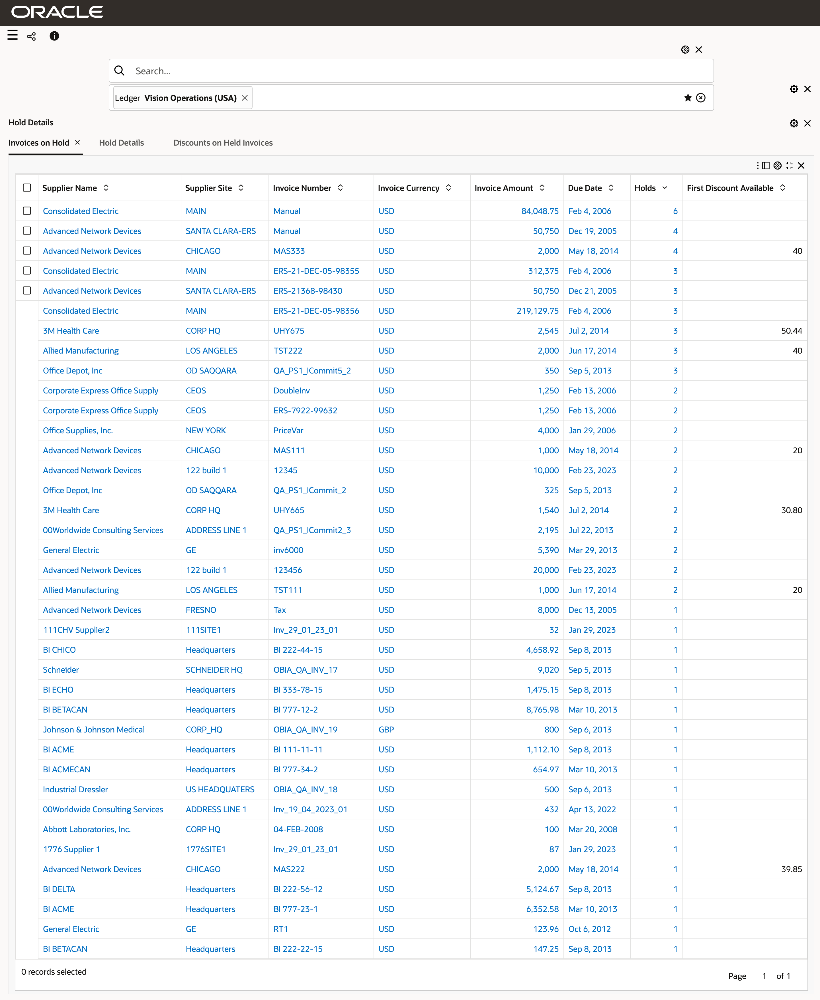 ORACLE
Search...
Ledger Vision Operations (USA)
Hold Details
Invoices on Hold Hold Details Discounts on Held Invoices
Supplier Name Supplier Site Invoice Number Invoice Currency Invoice Amount Due Date Holds First Discount Available
Consolidated Electric MAIN Manual USD 84,048.75 Feb 4, 2006 6
Advanced Network Devices SANTA CLARA-ERS Manual USD 50,750 Dec 19, 2005 4
Advanced Network Devices CHICAGO MAS333 USD 2,000 May 18, 2014 4 40
Consolidated Electric MAIN ERS-21-DEC-05-98355 USD 312,375 Feb 4, 2006 3
Advanced Network Devices SANTA CLARA-ERS ERS-21368-98430 USD 50,750 Dec 21, 2005 3
Consolidated Electric MAIN ERS-21-DEC-05-98356 USD 219,129.75 Feb 4, 2006 3
3M Health Care CORP HQ UHY675 USD 2,545 Jul 2, 2014 3 50.44
Allied Manufacturing LOS ANGELES TST222 USD 2,000 Jun 17, 2014 3 40
Office Depot, Inc OD SAQQARA QA_PS1_ICommit5_2 USD 350 Sep 5, 2013 3
Corporate Express Office Supply CEOS DoubleInv USD 1,250 Feb 13, 2006 2
Corporate Express Office Supply CEOS ERS-7922-99632 USD 1,250 Feb 13, 2006 2
Office Supplies, Inc. NEW YORK PriceVar USD 4,000 Jan 29, 2006 2
Advanced Network Devices CHICAGO MAS111 USD 1,000 May 18, 2014 2 20
Advanced Network Devices 122 build 1 12345 USD 10,000 Feb 23, 2023 2
Office Depot, Inc OD SAQQARA QA_PS1_ICommit_2 USD 325 Sep 5, 2013 2
3M Health Care CORP HQ UHY665 USD 1,540 Jul 2, 2014 2 30.80
00Worldwide Consulting Services ADDRESS LINE 1 QA_PS1_ICommit2_3 USD 2,195 Jul 22, 2013 2
General Electric GE inv6000 USD 5,390 Mar 29, 2013 2
Advanced Network Devices 122 build 1 123456 USD 20,000 Feb 23, 2023 2
Allied Manufacturing LOS ANGELES TST111 USD 1,000 Jun 17, 2014 2 20
Advanced Network Devices FRESNO Tax USD 8,000 Dec 13, 2005 1
111CHV Supplier2 111SITE1 Inv_29_01_23_01 USD 32 Jan 29, 2023 1
BI CHICO Headquarters BI 222-44-15 USD 4,658.92 Sep 8, 2013 1
Schneider SCHNEIDER HQ OBIA_QA_INV_17 USD 9,020 Sep 5, 2013 1
BI ECHO Headquarters BI 333-78-15 USD 1,475.15 Sep 8, 2013 1
BI BETACAN Headquarters BI 777-12-2 USD 8,765.98 Mar 10, 2013 1
Johnson & Johnson Medical CORP_HQ OBIA_QA_INV_19 GBP 800 Sep 6, 2013 1
BI ACME Headquarters BI 111-11-11 USD 1,112.10 Sep 8, 2013 1
BI ACMECAN Headquarters BI 777-34-2 USD 654.97 Mar 10, 2013 1
Industrial Dressler US HEADQUATERS OBIA_QA_INV_18 USD 500 Sep 6, 2013 1
00Worldwide Consulting Services ADDRESS LINE 1 Inv_19_04_2023_01 USD 432 Apr 13, 2022 1
Abbott Laboratories, Inc. CORP HQ 04-FEB-2008 USD 100 Mar 20, 2008 1
1776 Supplier 1 1776SITE1 Inv_29_01_23_01 USD 87 Jan 29, 2023 1
Advanced Network Devices CHICAGO MAS222 USD 2,000 May 18, 2014 1 39.85
BI DELTA Headquarters BI 222-56-12 USD 5,124.67 Sep 8, 2013 1
BI ACME Headquarters BI 777-23-1 USD 6,352.58 Mar 10, 2013 1
General Electric GE RT1 USD 123.96 Oct 6, 2012 1
BI BETACAN Headquarters BI 222-22-15 USD 147.25 Sep 8, 2013 1
0 records selected
Page 1 of 1